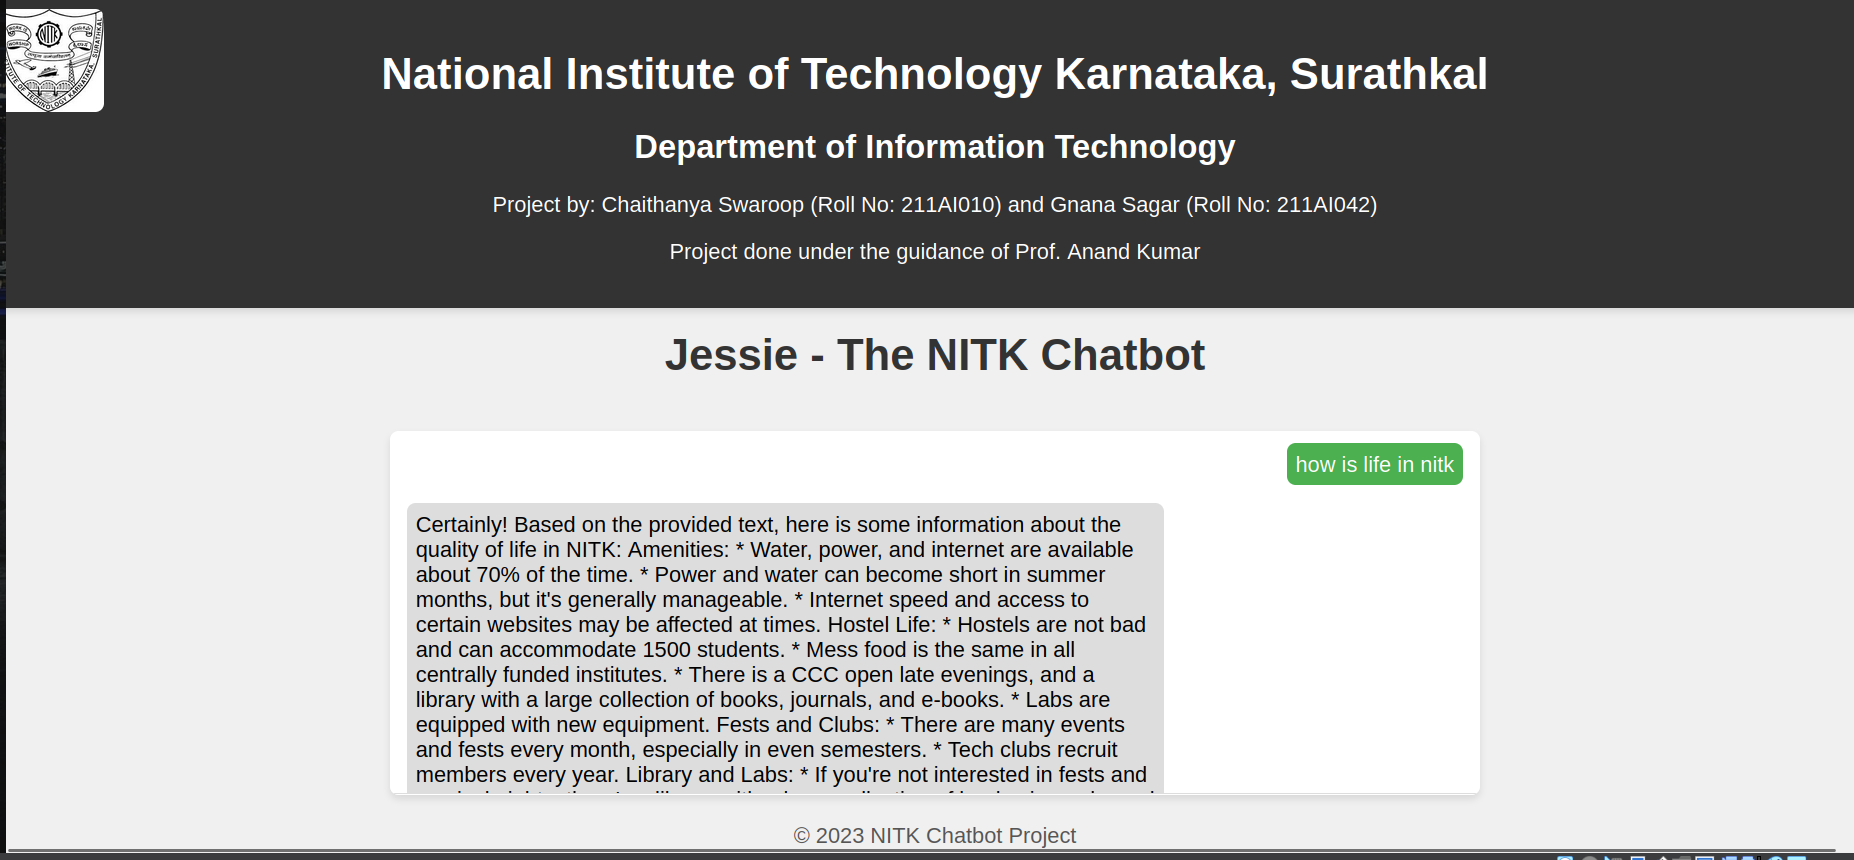 WORK IS
WORSHIP
NITK
INSTITUTE OF TECHNOLOGY KARNATAKA, SURATHKAL
National Institute of Technology Karnataka, Surathkal
Department of Information Technology
Project by: Chaithanya Swaroop (Roll No: 211AI010) and Gnana Sagar (Roll No: 211AI042)
Project done under the guidance of Prof. Anand Kumar
Jessie - The NITK Chatbot
how is life in nitk
Certainly! Based on the provided text, here is some information about the
quality of life in NITK: Amenities: * Water, power, and internet are available
about 70% of the time. * Power and water can become short in summer
months, but it's generally manageable. * Internet speed and access to
certain websites may be affected at times. Hostel Life: * Hostels are not bad
and can accommodate 1500 students. * Mess food is the same in all
centrally funded institutes. * There is a CCC open late evenings, and a
library with a large collection of books, journals, and e-books. * Labs are
equipped with new equipment. Fests and Clubs: * There are many events
and fests every month, especially in even semesters. * Tech clubs recruit
members every year. Library and Labs: * If you're not interested in fests and
© 2023 NITK Chatbot Project